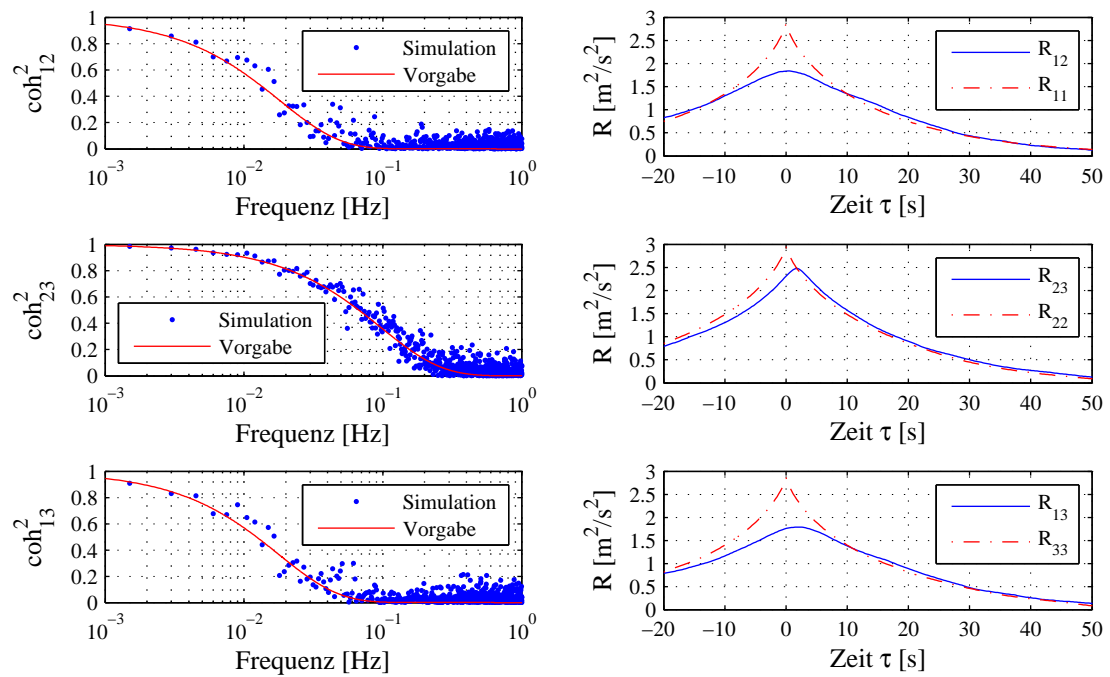 coh²₁₂
1
0.8
0.6
0.4
0.2
0
Simulation
Vorgabe
10⁻³ 10⁻² 10⁻¹ 10⁰
Frequenz [Hz]
R [m²/s²]
3
2.5
2
1.5
1
0.5
0
R₁₂
R₁₁
−20 −10 0 10 20 30 40 50
Zeit τ [s]
coh²₂₃
1
0.8
0.6
0.4
0.2
0
Simulation
Vorgabe
10⁻³ 10⁻² 10⁻¹ 10⁰
Frequenz [Hz]
R [m²/s²]
3
2.5
2
1.5
1
0.5
0
R₂₃
R₂₂
−20 −10 0 10 20 30 40 50
Zeit τ [s]
coh²₁₃
1
0.8
0.6
0.4
0.2
0
Simulation
Vorgabe
10⁻³ 10⁻² 10⁻¹ 10⁰
Frequenz [Hz]
R [m²/s²]
3
2.5
2
1.5
1
0.5
0
R₁₃
R₃₃
−20 −10 0 10 20 30 40 50
Zeit τ [s]